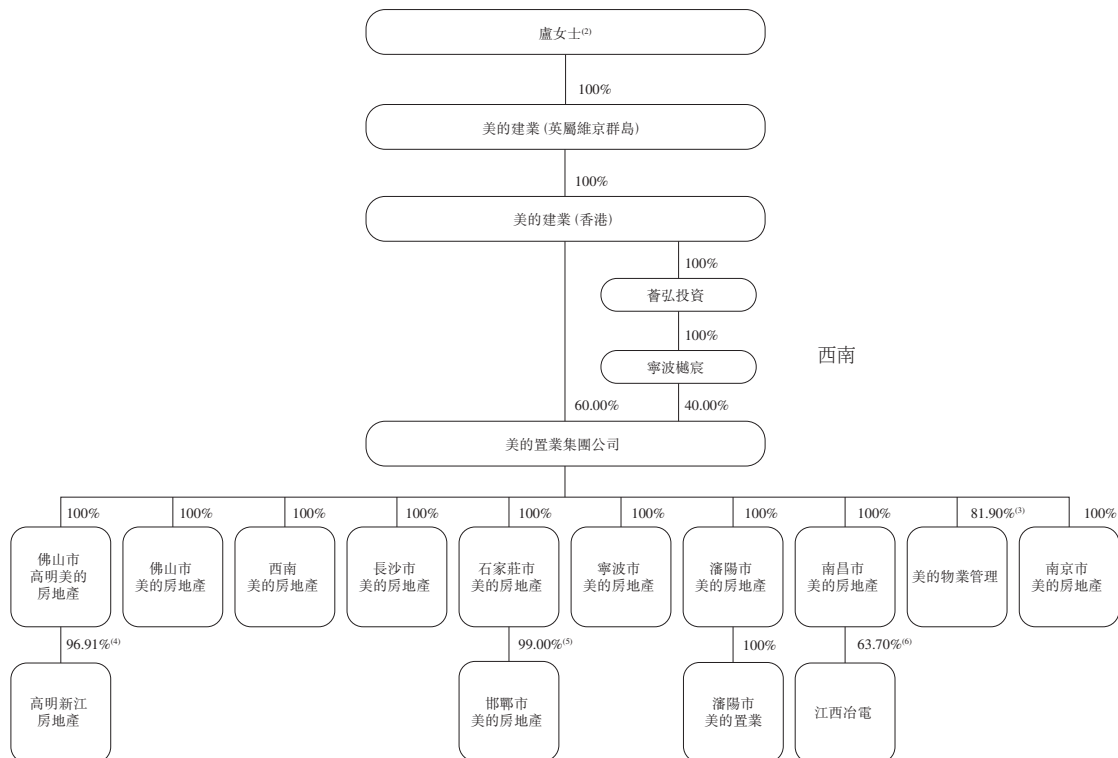 盧女士(2)
100%
美的建業 (英屬維京群島)
100%
美的建業 (香港)
100%
薈弘投資
100%
寧波樾宸
西南
60.00%
40.00%
美的置業集團公司
100%
100%
100%
100%
100%
100%
100%
100%
81.90%(3)
100%
佛山市
高明美的
房地產
佛山市
美的房地產
西南
美的房地產
長沙市
美的房地產
石家莊市
美的房地產
寧波市
美的房地產
瀋陽市
美的房地產
南昌市
美的房地產
美的物業管理
南京市
美的房地產
96.91%(4)
99.00%(5)
100%
63.70%(6)
高明新江
房地產
邯鄲市
美的房地產
瀋陽市
美的置業
江西冶電